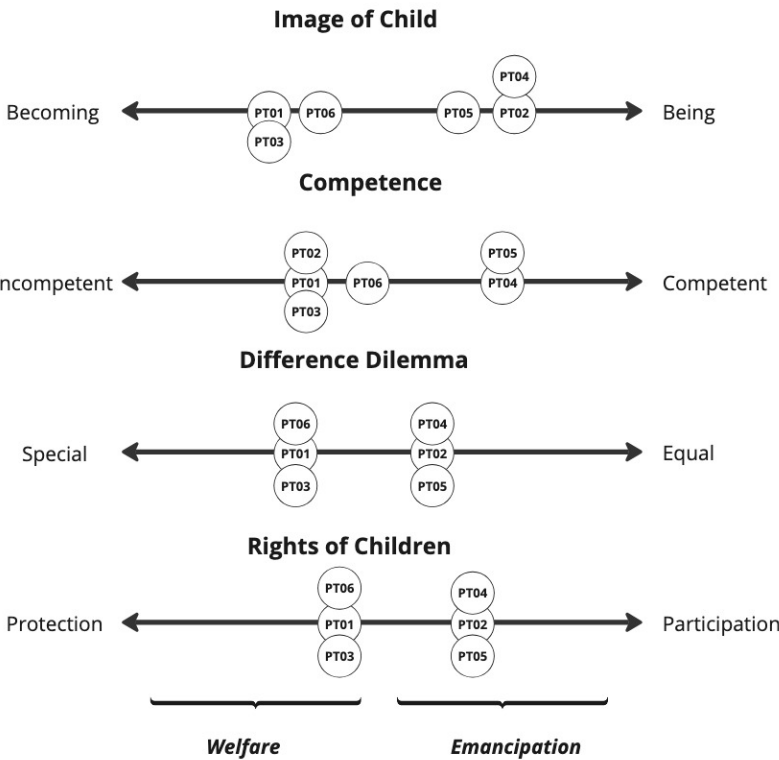 Image of Child
PT04
Becoming PT01 PT06 PT05 PT02 Being
PT03
Competence
PT02 PT05
ncompetent PT01 PT06 PT04 Competent
PT03
Difference Dilemma
PT06 PT04
Special PT01 PT02 Equal
PT03 PT05
Rights of Children
PT06 PT04
Protection PT01 PT02 Participation
PT03 PT05
Welfare Emancipation